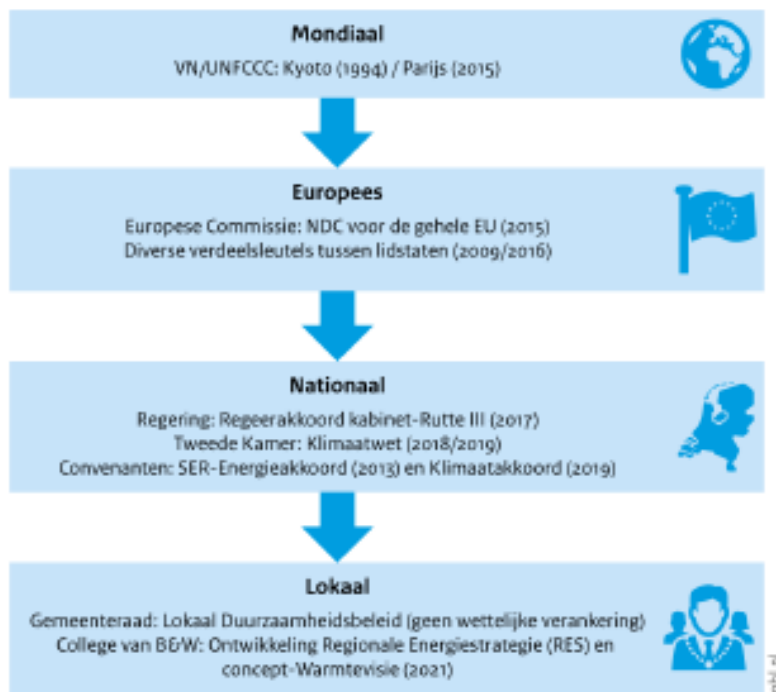 Mondiaal
VN/UNFCCC: Kyoto (1994) / Parijs (2015)
Europees
Europese Commissie: NDC voor de gehele EU (2015)
Diverse verdeelsleutels tussen lidstaten (2009/2016)
Nationaal
Regering: Regeerakkoord kabinet-Rutte III (2017)
Tweede Kamer: Klimaatwet (2018/2019)
Convenanten: SER-Energieakkoord (2013) en Klimaatakkoord (2019)
Lokaal
Gemeenteraad: Lokaal Duurzaamheidsbeleid (geen wettelijke verankering)
College van B&W: Ontwikkeling Regionale Energiestrategie (RES) en
concept-Warmtevisie (2021)